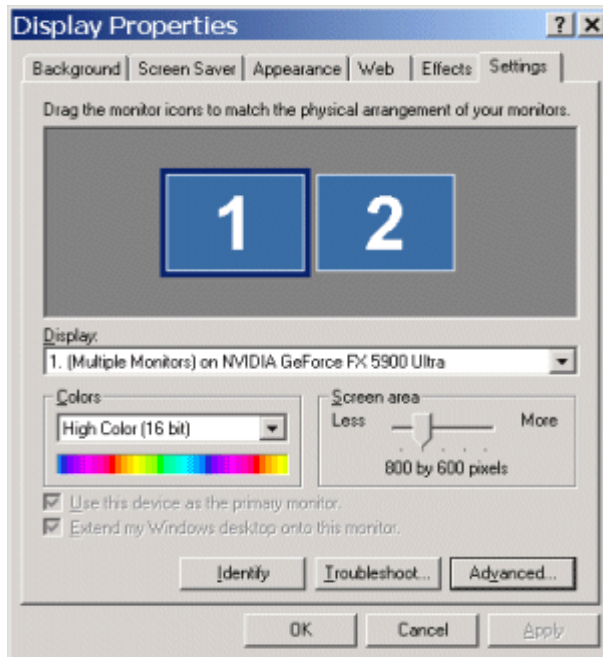 Display Properties ? X
Background Screen Saver Appearance Web Effects Settings
Drag the monitor icons to match the physical arrangement of your monitors.
1 2
Display:
1. (Multiple Monitors) on NVIDIA GeForce FX 5900 Ultra
Colors
High Color (16 bit)
Screen area
Less More
800 by 600 pixels
Use this device as the primary monitor.
Extend my Windows desktop onto this monitor.
Identify Troubleshoot... Advanced...
OK Cancel Apply